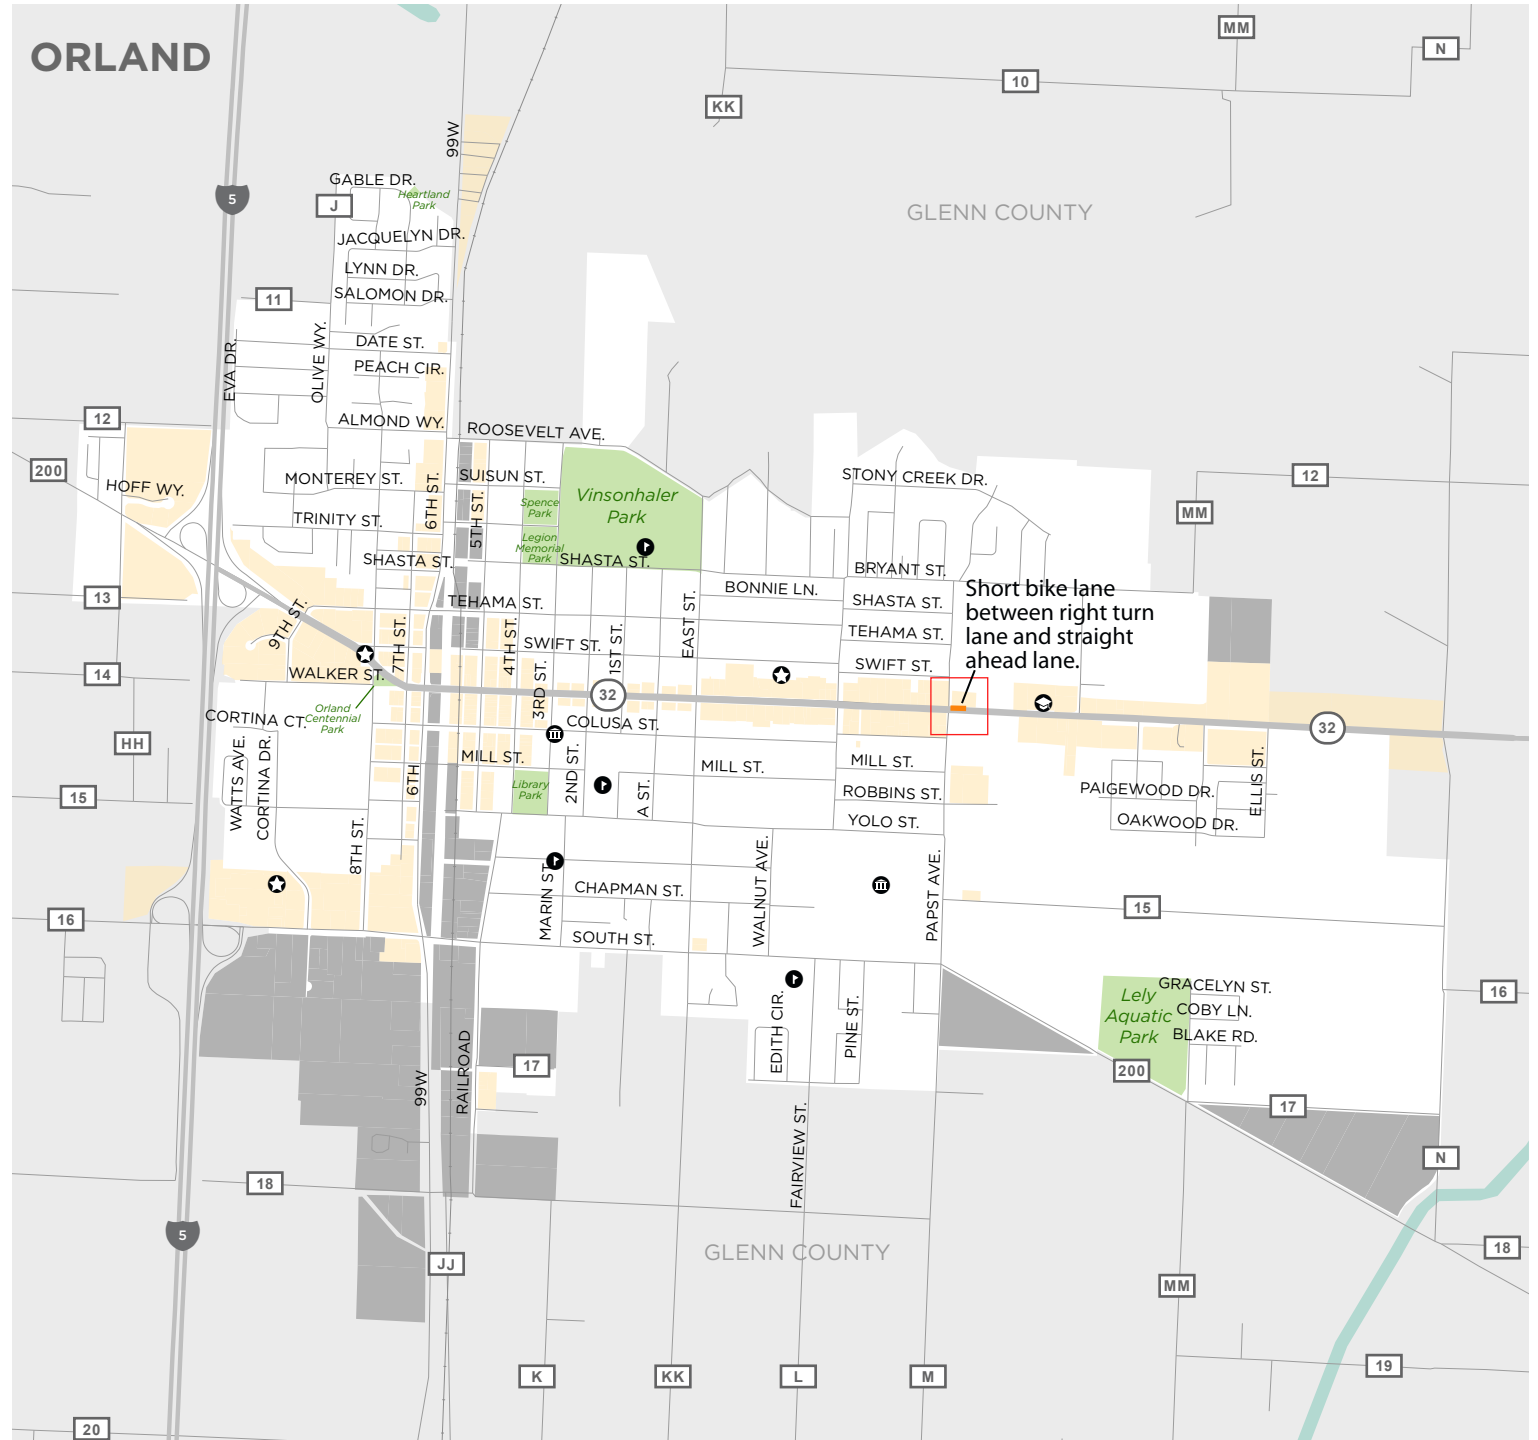 ORLAND
MM
N
10
KK
99W
GABLE DR.
Heartland
Park
J
5
GLENN COUNTY
JACQUELYN DR.
LYNN DR.
SALOMON DR.
11
DATE ST.
PEACH CIR.
EVA DR.
OLIVE WY.
ALMOND WY.
ROOSEVELT AVE.
12
200
HOFF WY.
MONTEREY ST.
6TH ST.
SUISUN ST.
5TH ST.
Spence
Park
Vinsonhaler
Park
STONY CREEK DR.
12
MM
TRINITY ST.
Legion
Memorial
Park
SHASTA ST.
SHASTA ST.
BRYANT ST.
BONNIE LN.
Short bike lane
between right turn
lane and straight
ahead lane.
13
TEHAMA ST.
SHASTA ST.
9TH ST.
7TH ST.
4TH ST.
SWIFT ST.
1ST ST.
EAST ST.
TEHAMA ST.
SWIFT ST.
14
WALKER ST.
3RD ST.
32
32
Orland
Centennial
Park
CORTINA CT.
COLUSA ST.
HH
WATTS AVE.
CORTINA DR.
6TH
MILL ST.
2ND ST.
MILL ST.
MILL ST.
ELLIS ST.
15
Library
Park
A ST.
ROBBINS ST.
PAIGEWOOD DR.
YOLO ST.
OAKWOOD DR.
8TH ST.
MARIN ST.
CHAPMAN ST.
WALNUT AVE.
PAPST AVE.
15
16
SOUTH ST.
EDITH CIR.
PINE ST.
Lely
Aquatic
Park
GRACELYN ST.
COBY LN.
BLAKE RD.
16
99W
RAILROAD
17
200
17
FAIRVIEW ST.
N
18
5
GLENN COUNTY
18
JJ
MM
K
KK
L
M
19
20